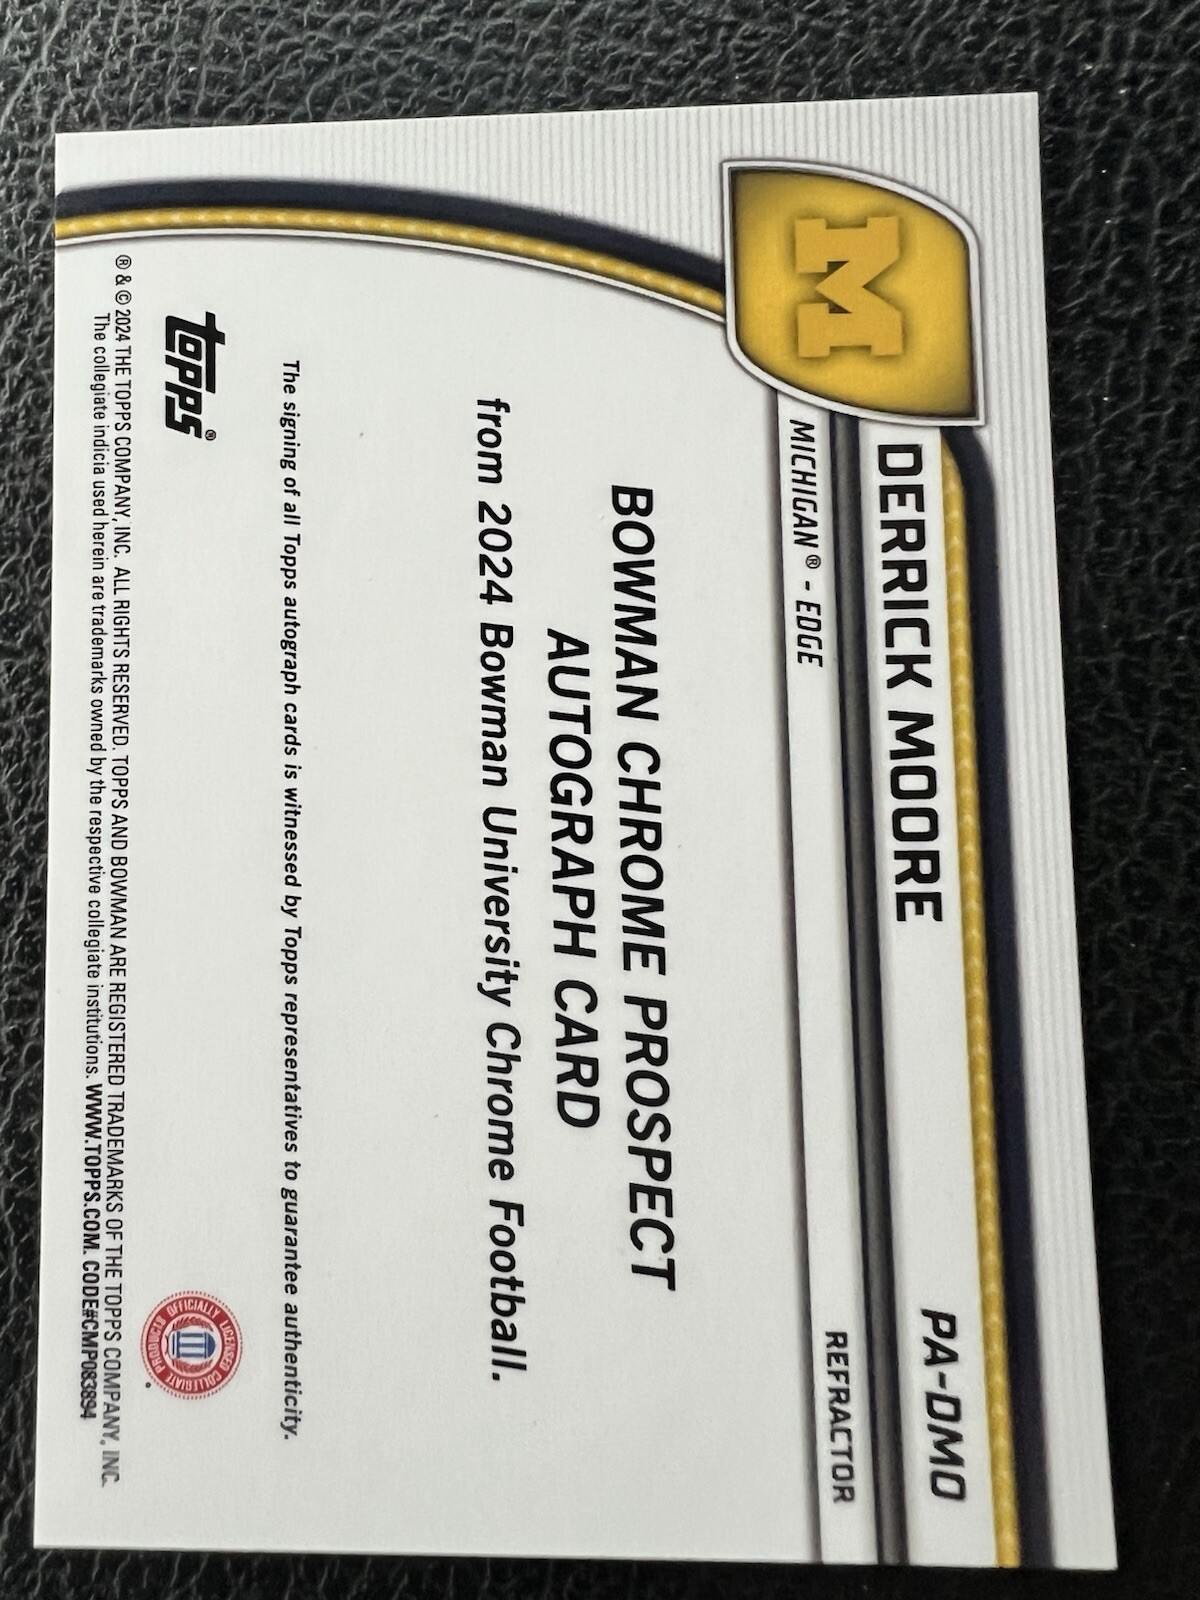 M
DERRICK MOORE
PA-DMO
MICHIGAN® - EDGE
REFRACTOR
BOWMAN CHROME PROSPECT
AUTOGRAPH CARD
from 2024 Bowman University Chrome Football.
The signing of all Topps autograph cards is witnessed by Topps representatives to guarantee authenticity.
topps®
OFFICIALLY LICENSED COLLEGIATE PRODUCTS
® & © 2024 THE TOPPS COMPANY, INC. ALL RIGHTS RESERVED. TOPPS AND BOWMAN ARE REGISTERED TRADEMARKS OF THE TOPPS COMPANY, INC.
The collegiate indicia used herein are trademarks owned by the respective collegiate institutions. WWW.TOPPS.COM. CODE#CMP083894